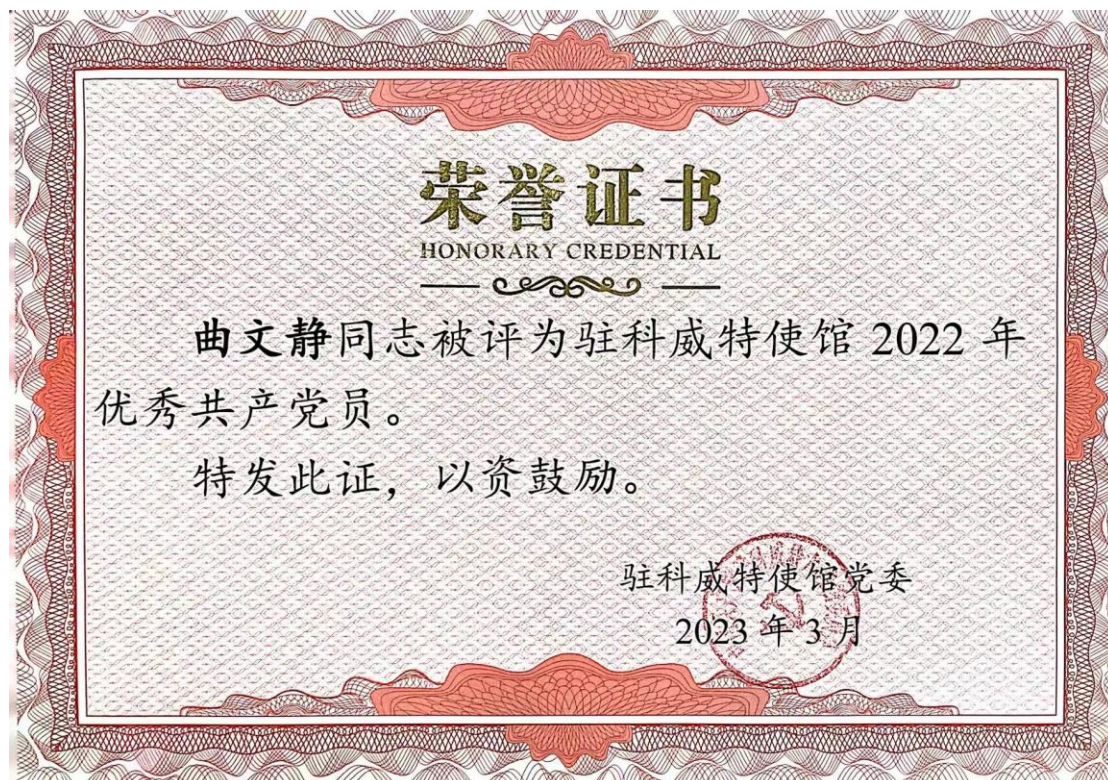 荣誉证书
HONORARY CREDENTIAL
曲文静同志被评为驻科威特使馆 2022 年
优秀共产党员。
特发此证，以资鼓励。
驻科威特使馆党委
2023 年 3 月